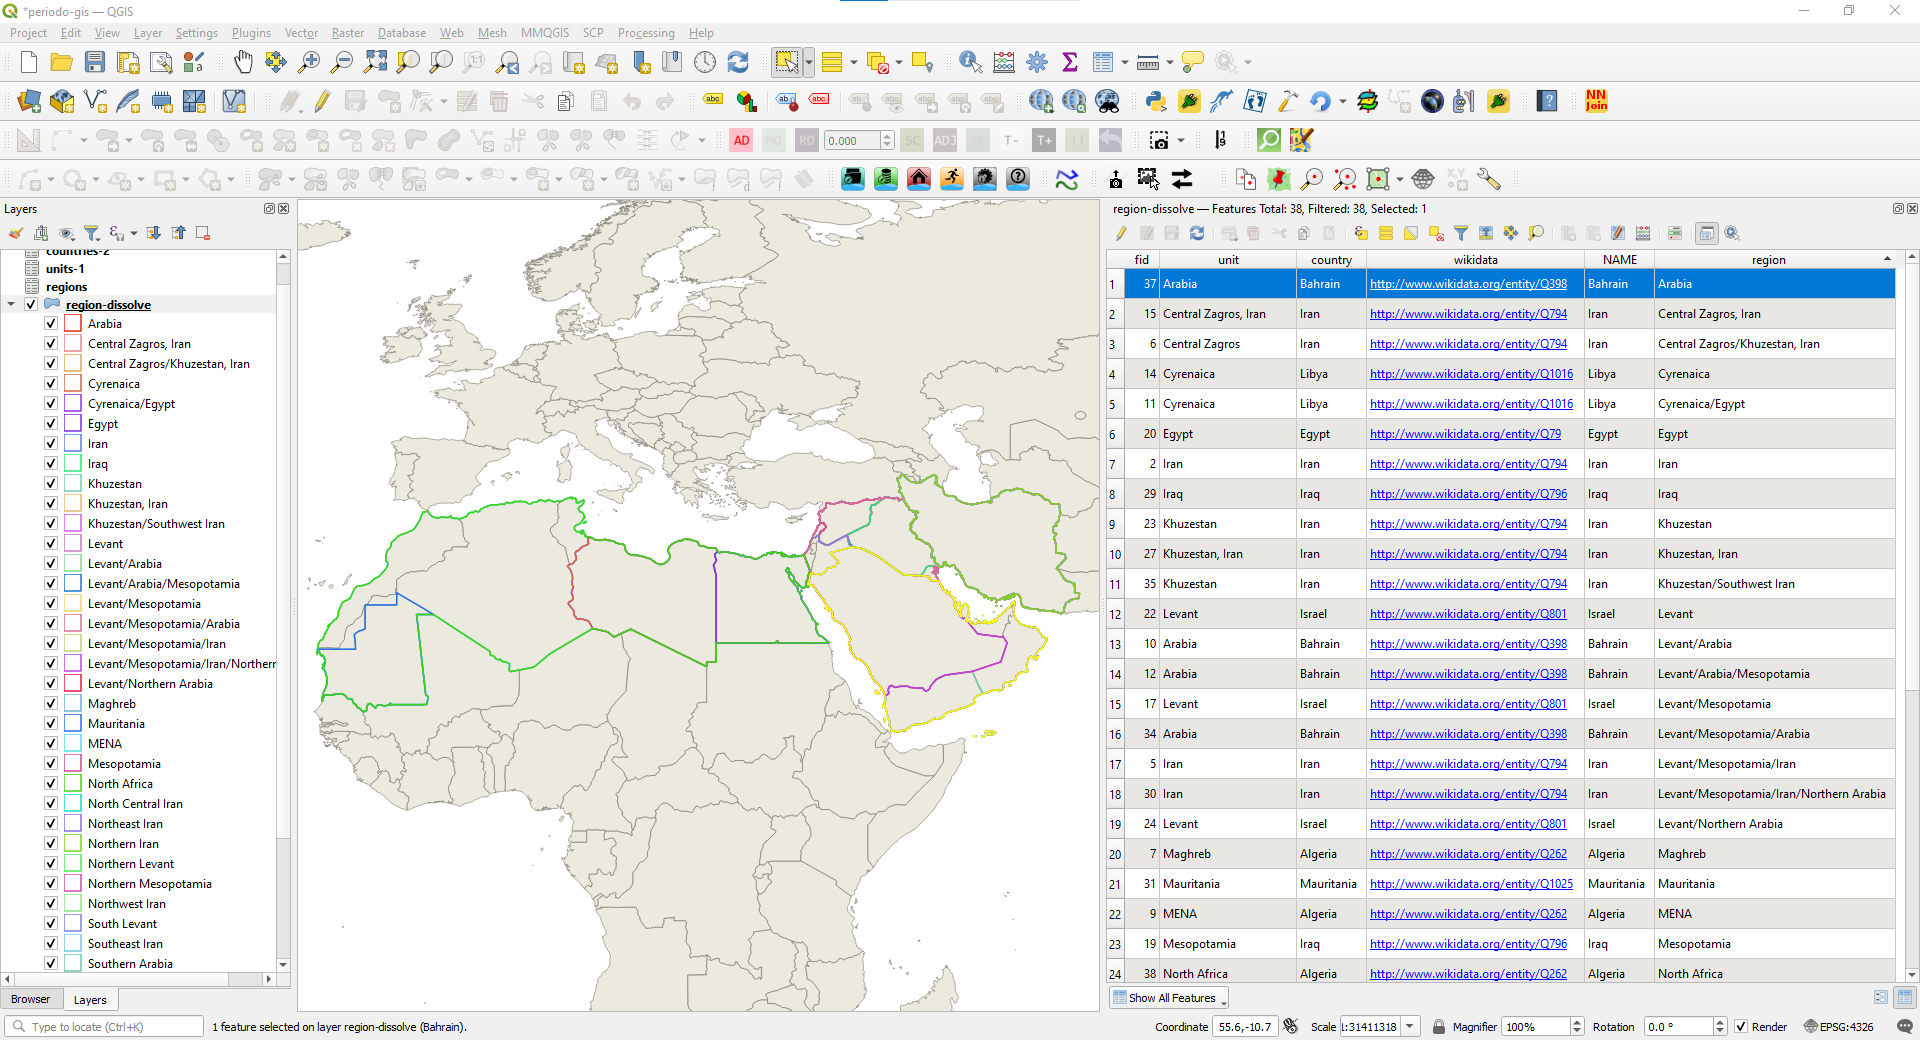 *periodo-gis — QGIS
Project Edit View Layer Settings Plugins Vector Raster Database Web Mesh MMQGIS SCP Processing Help
abc abc abc
NN join
AD MO RO 0.000 SC ADJ T- T+
Layers
countries-2
units-1
regions
region-dissolve
Arabia
Central Zagros, Iran
Central Zagros/Khuzestan, Iran
Cyrenaica
Cyrenaica/Egypt
Egypt
Iran
Iraq
Khuzestan
Khuzestan, Iran
Khuzestan/Southwest Iran
Levant
Levant/Arabia
Levant/Arabia/Mesopotamia
Levant/Mesopotamia
Levant/Mesopotamia/Arabia
Levant/Mesopotamia/Iran
Levant/Mesopotamia/Iran/Northern
Levant/Northern Arabia
Maghreb
Mauritania
MENA
Mesopotamia
North Africa
North Central Iran
Northeast Iran
Northern Iran
Northern Levant
Northern Mesopotamia
Northwest Iran
South Levant
Southeast Iran
Southern Arabia
Browser Layers
region-dissolve — Features Total: 38, Filtered: 38, Selected: 1
fid unit country wikidata NAME region
1 37 Arabia Bahrain http://www.wikidata.org/entity/Q398 Bahrain Arabia
2 15 Central Zagros, Iran Iran http://www.wikidata.org/entity/Q794 Iran Central Zagros, Iran
3 6 Central Zagros Iran http://www.wikidata.org/entity/Q794 Iran Central Zagros/Khuzestan, Iran
4 14 Cyrenaica Libya http://www.wikidata.org/entity/Q1016 Libya Cyrenaica
5 11 Cyrenaica Libya http://www.wikidata.org/entity/Q1016 Libya Cyrenaica/Egypt
6 20 Egypt Egypt http://www.wikidata.org/entity/Q79 Egypt Egypt
7 2 Iran Iran http://www.wikidata.org/entity/Q794 Iran Iran
8 29 Iraq Iraq http://www.wikidata.org/entity/Q796 Iraq Iraq
9 23 Khuzestan Iran http://www.wikidata.org/entity/Q794 Iran Khuzestan
10 27 Khuzestan, Iran Iran http://www.wikidata.org/entity/Q794 Iran Khuzestan, Iran
11 35 Khuzestan Iran http://www.wikidata.org/entity/Q794 Iran Khuzestan/Southwest Iran
12 22 Levant Israel http://www.wikidata.org/entity/Q801 Israel Levant
13 10 Arabia Bahrain http://www.wikidata.org/entity/Q398 Bahrain Levant/Arabia
14 12 Arabia Bahrain http://www.wikidata.org/entity/Q398 Bahrain Levant/Arabia/Mesopotamia
15 17 Levant Israel http://www.wikidata.org/entity/Q801 Israel Levant/Mesopotamia
16 34 Arabia Bahrain http://www.wikidata.org/entity/Q398 Bahrain Levant/Mesopotamia/Arabia
17 5 Iran Iran http://www.wikidata.org/entity/Q794 Iran Levant/Mesopotamia/Iran
18 30 Iran Iran http://www.wikidata.org/entity/Q794 Iran Levant/Mesopotamia/Iran/Northern Arabia
19 24 Levant Israel http://www.wikidata.org/entity/Q801 Israel Levant/Northern Arabia
20 7 Maghreb Algeria http://www.wikidata.org/entity/Q262 Algeria Maghreb
21 31 Mauritania Mauritania http://www.wikidata.org/entity/Q1025 Mauritania Mauritania
22 9 MENA Algeria http://www.wikidata.org/entity/Q262 Algeria MENA
23 19 Mesopotamia Iraq http://www.wikidata.org/entity/Q796 Iraq Mesopotamia
24 38 North Africa Algeria http://www.wikidata.org/entity/Q262 Algeria North Africa
Show All Features
Type to locate (Ctrl+K) 1 feature selected on layer region-dissolve (Bahrain). Coordinate 55.6,-10.7 Scale 1:31411318 Magnifier 100% Rotation 0.0 ° Render EPSG:4326